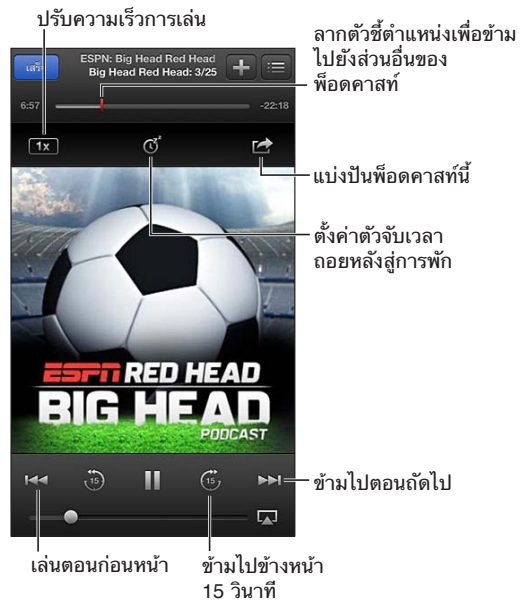 ปรับความเร็วการเล่น
ลากตัวชี้ตำแหน่งเพื่อข้าม
ไปยังส่วนอื่นของ
พ็อดคาสท์
ESPN: Big Head Red Head
Big Head Red Head: 3/25
6:57
-22:18
1x
แบ่งปันพ็อดคาสท์นี้
ตั้งค่าตัวจับเวลา
ถอยหลังสู่การพัก
ESPN RED HEAD
BIG HEAD
PODCAST
15
15
ข้ามไปตอนถัดไป
เล่นตอนก่อนหน้า
ข้ามไปข้างหน้า
15 วินาที